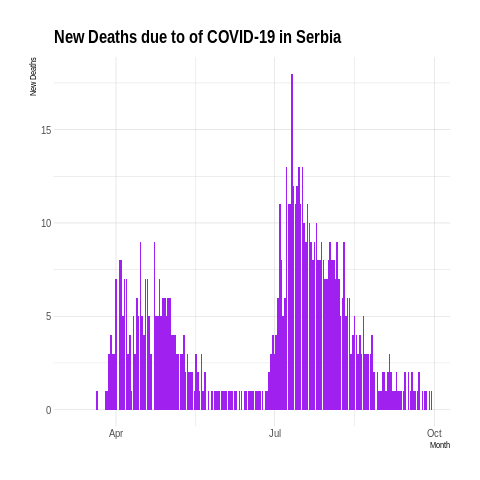 New Deaths due to of COVID-19 in Serbia
New Deaths
15
10
5
0
Apr
Jul
Oct
Month